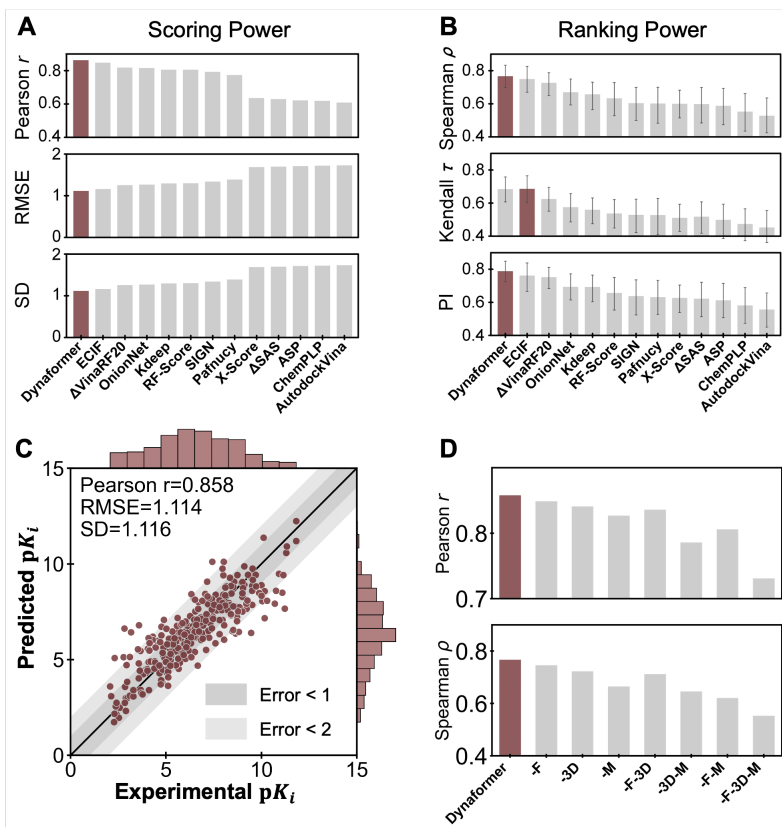 A
Scoring Power
Pearson r
0.8
0.6
0.4
RMSE
2
1
0
SD
2
1
0
Dynaformer
ECIF
ΔVinaRF20
OnionNet
Kdeep
RF-Score
SIGN
Pafnucy
X-Score
ΔSAS
ASP
ChemPLP
AutodockVina
B
Ranking Power
Spearman ρ
0.8
0.6
0.4
Kendall τ
0.8
0.6
0.4
PI
0.8
0.6
0.4
Dynaformer
ECIF
ΔVinaRF20
OnionNet
Kdeep
RF-Score
SIGN
Pafnucy
X-Score
ΔSAS
ASP
ChemPLP
AutodockVina
C
Pearson r=0.858
RMSE=1.114
SD=1.116
Predicted pKi
15
10
5
0
Error < 1
Error < 2
0
5
10
15
Experimental pKi
D
Pearson r
0.8
0.7
Spearman ρ
0.8
0.6
0.4
Dynaformer
-F
-3D
-M
-F-3D
-3D-M
-F-M
-F-3D-M